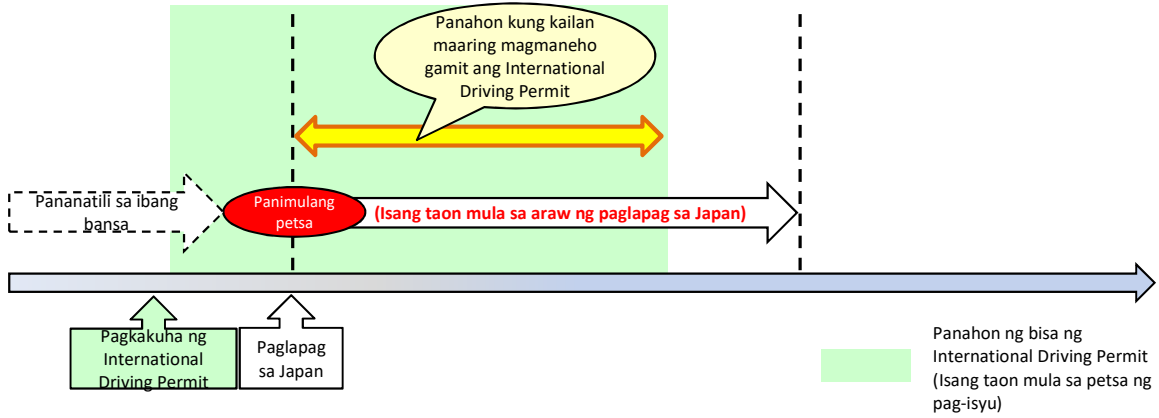 Panahon kung kailan
maaring magmaneho
gamit ang International
Driving Permit
Pananatili sa ibang
bansa
Panimulang
petsa
(Isang taon mula sa araw ng paglapag sa Japan)
Pagkakuha ng
International
Driving Permit
Paglapag
sa Japan
Panahon ng bisa ng
International Driving Permit
(Isang taon mula sa petsa ng
pag-isyu)